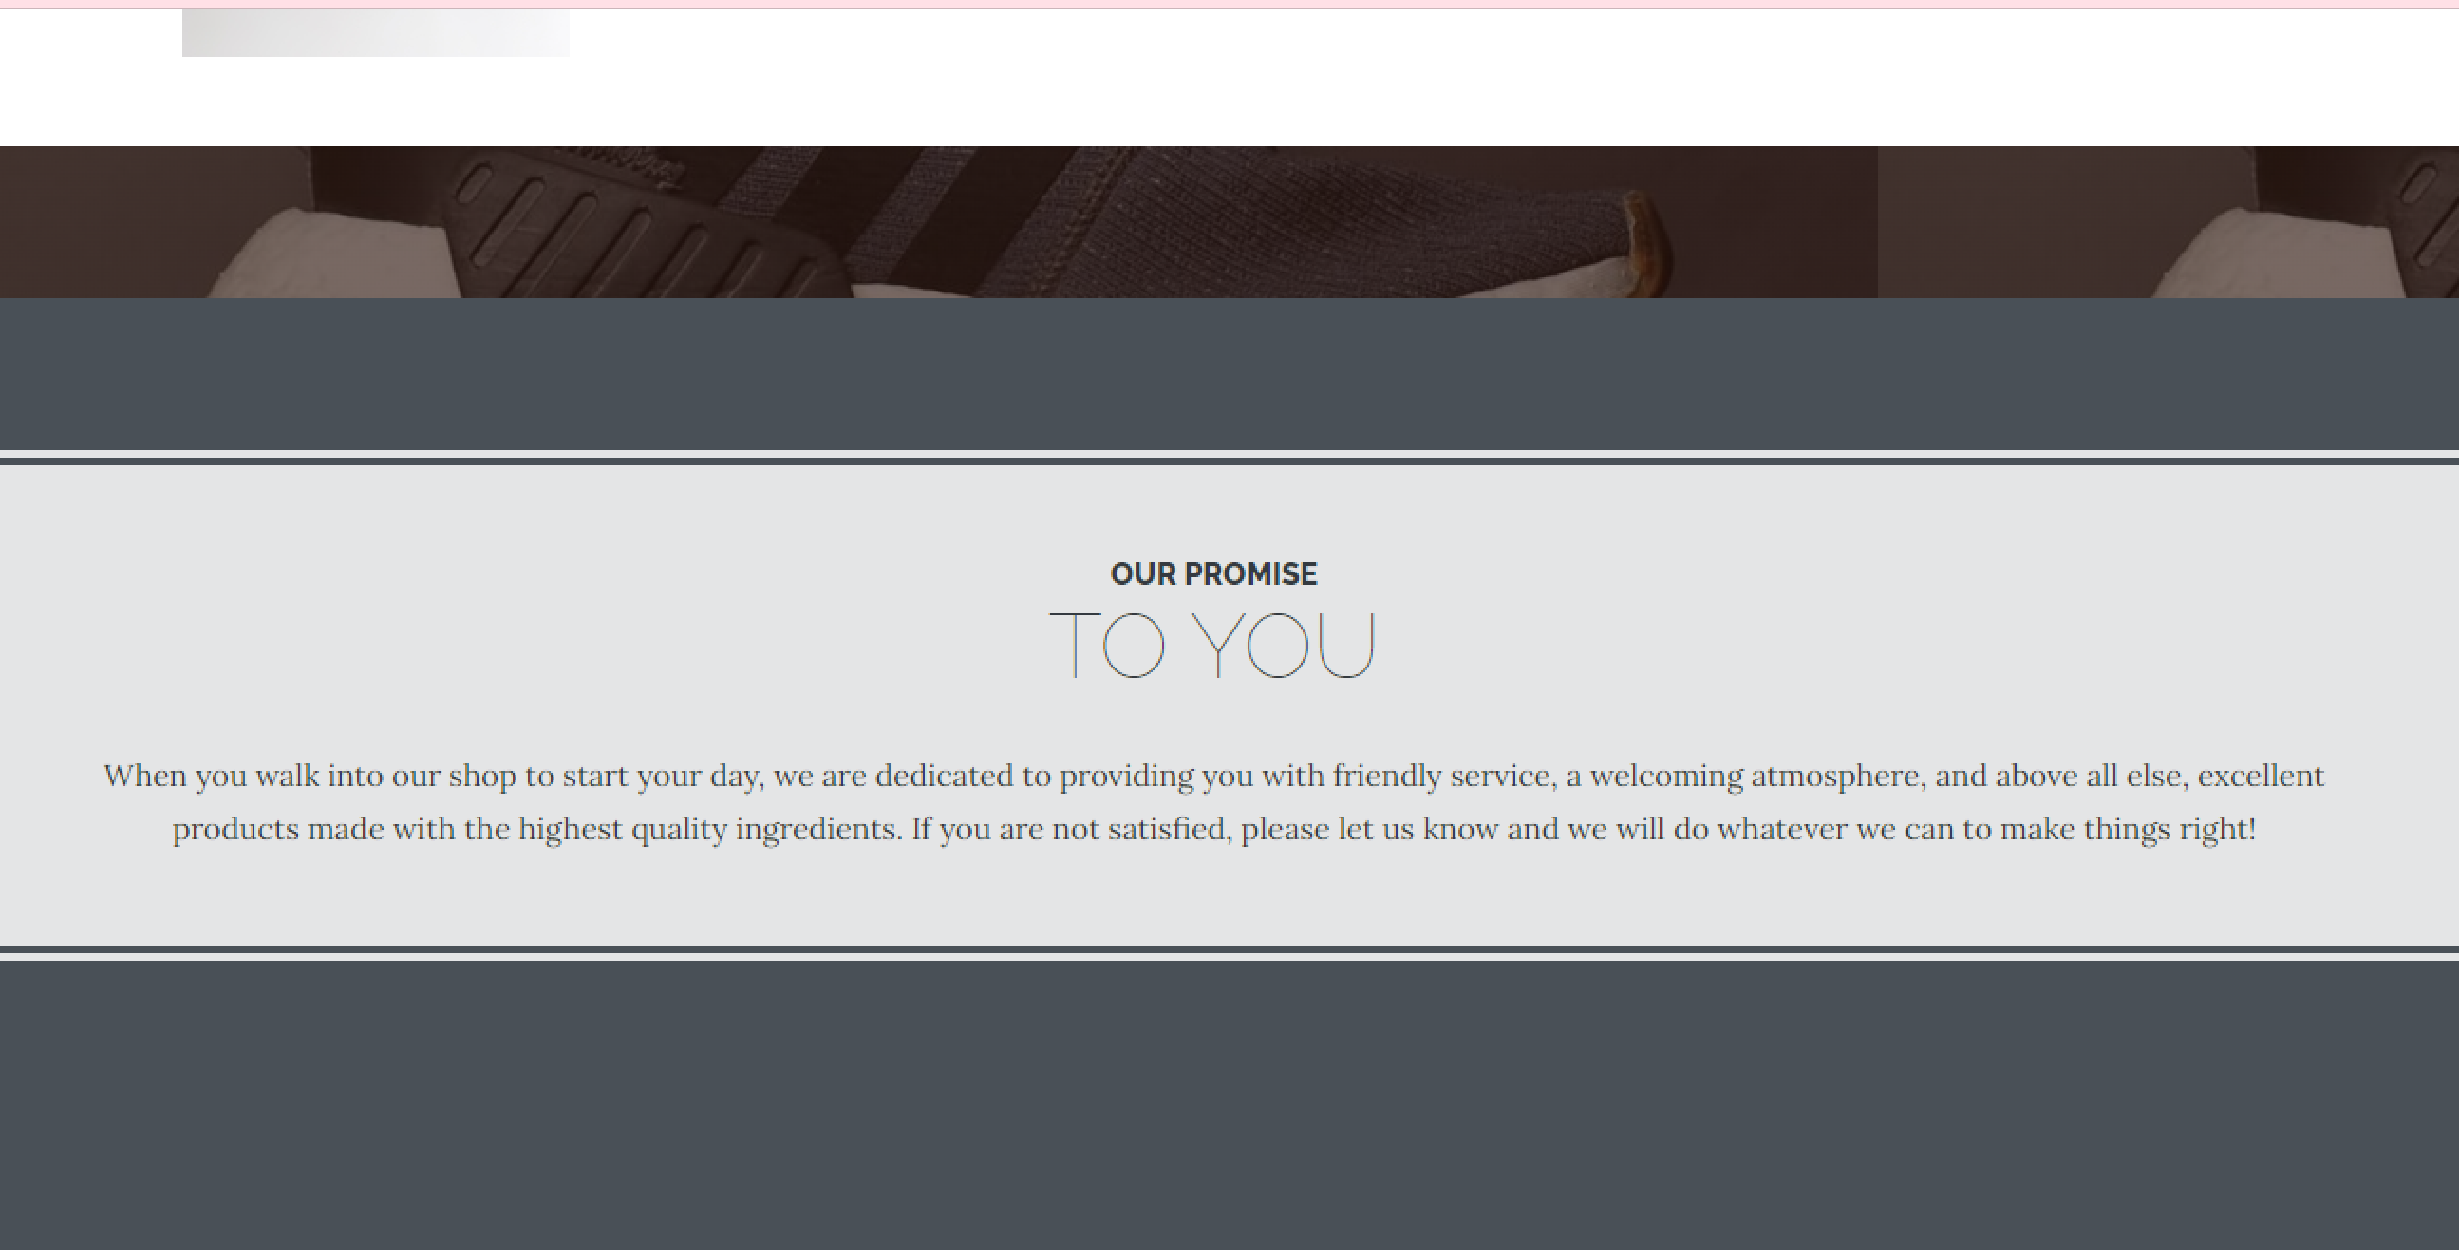 OUR PROMISE
TO YOU
When you walk into our shop to start your day, we are dedicated to providing you with friendly service, a welcoming atmosphere, and above all else, excellent
products made with the highest quality ingredients. If you are not satisfied, please let us know and we will do whatever we can to make things right!